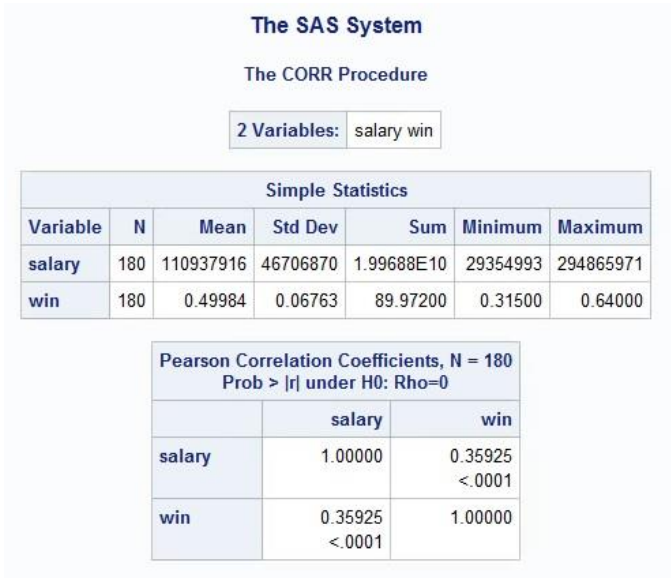 The SAS System
The CORR Procedure
2 Variables: salary win
Simple Statistics
Variable N Mean Std Dev Sum Minimum Maximum
salary 180 110937916 46706870 1.99688E10 29354993 294865971
win 180 0.49984 0.06763 89.97200 0.31500 0.64000
Pearson Correlation Coefficients, N = 180
Prob > |r| under H0: Rho=0
salary win
salary 1.00000 0.35925
<.0001
win 0.35925 1.00000
<.0001